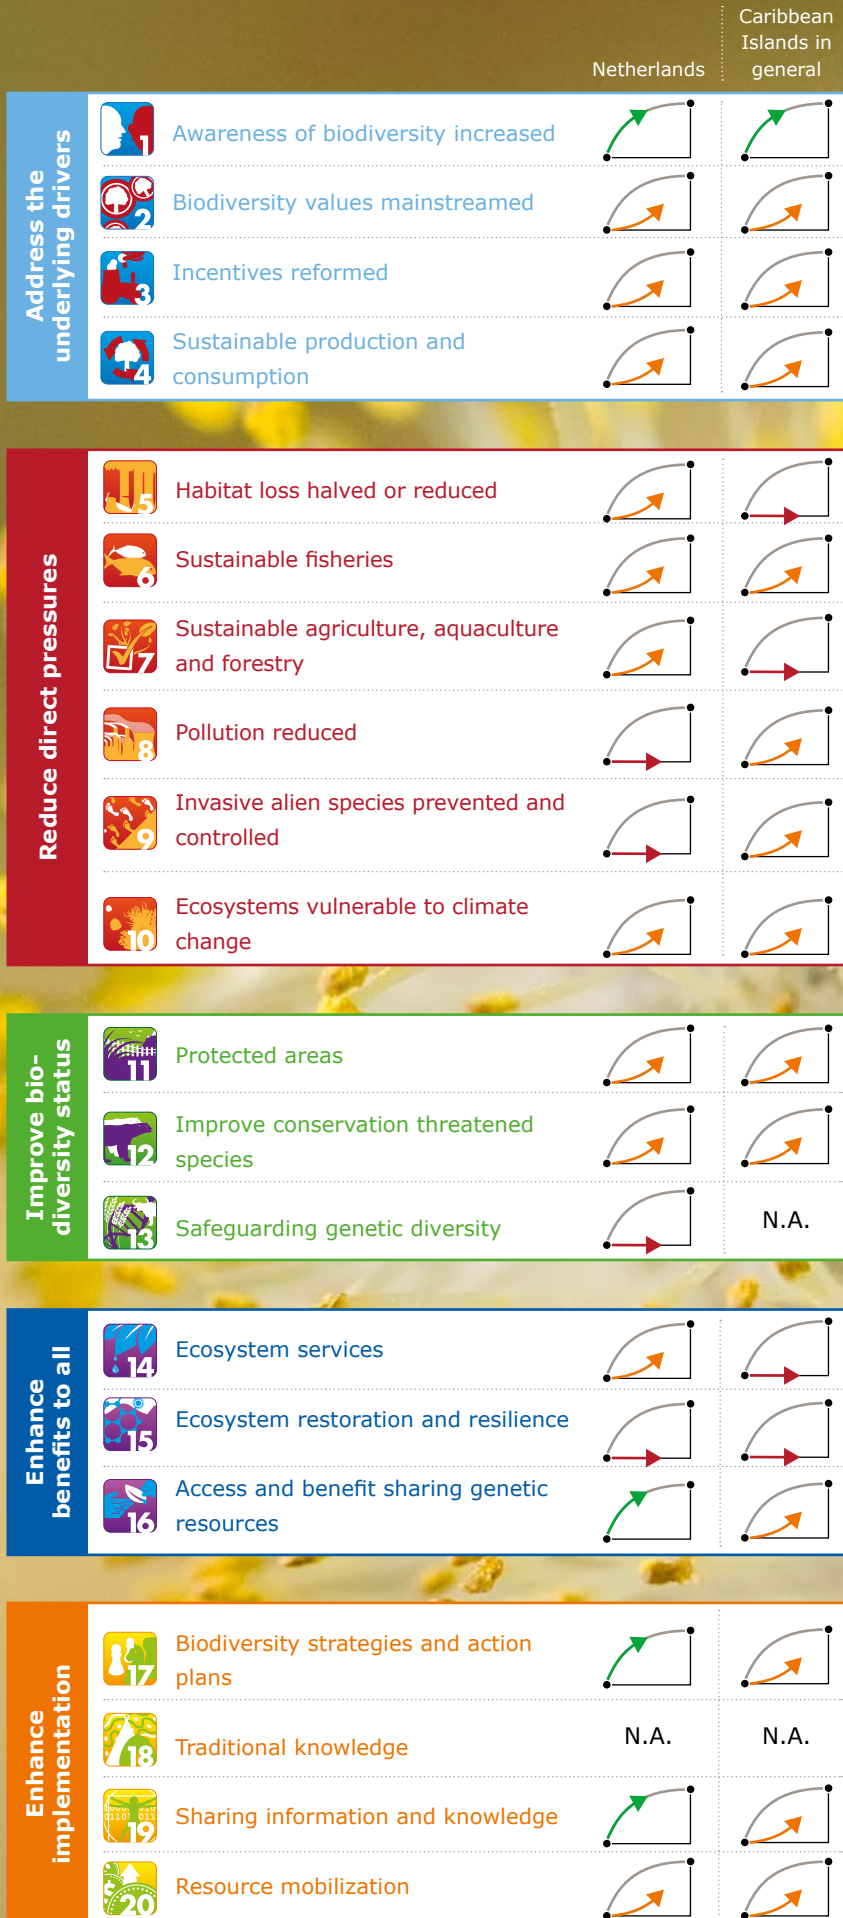 Netherlands
Caribbean
Islands in
general
Address the
underlying drivers
1
Awareness of biodiversity increased
2
Biodiversity values mainstreamed
3
Incentives reformed
4
Sustainable production and
consumption
Reduce direct pressures
5
Habitat loss halved or reduced
6
Sustainable fisheries
7
Sustainable agriculture, aquaculture
and forestry
8
Pollution reduced
9
Invasive alien species prevented and
controlled
10
Ecosystems vulnerable to climate
change
Improve bio-
diversity status
11
Protected areas
12
Improve conservation threatened
species
13
Safeguarding genetic diversity
N.A.
Enhance
benefits to all
14
Ecosystem services
15
Ecosystem restoration and resilience
16
Access and benefit sharing genetic
resources
Enhance
implementation
17
Biodiversity strategies and action
plans
18
Traditional knowledge
N.A.
N.A.
19
Sharing information and knowledge
20
Resource mobilization